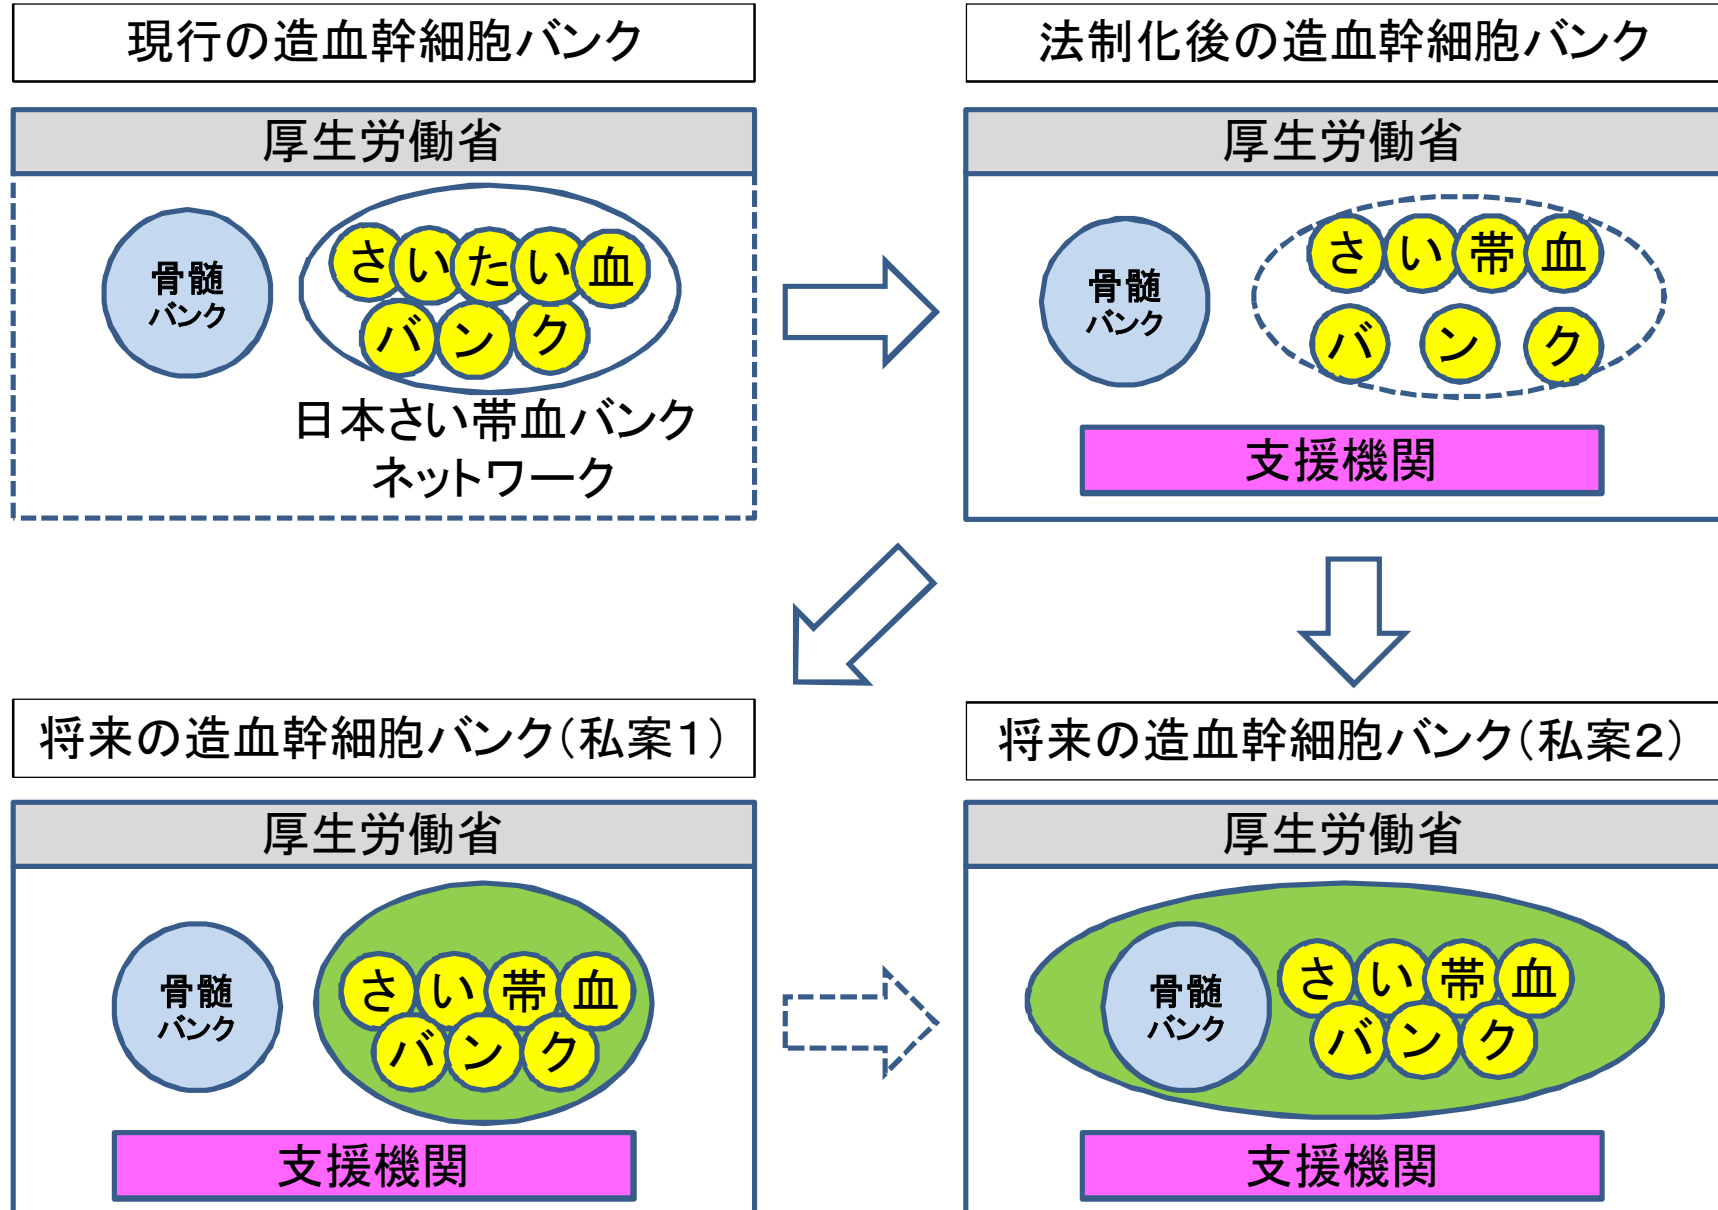 現行の造血幹細胞バンク
厚生労働省
骨髄
バンク
さいたい血
バンク
日本さい帯血バンク
ネットワーク
法制化後の造血幹細胞バンク
厚生労働省
骨髄
バンク
さい帯血
バンク
支援機関
将来の造血幹細胞バンク(私案1)
厚生労働省
骨髄
バンク
さい帯血
バンク
支援機関
将来の造血幹細胞バンク(私案2)
厚生労働省
骨髄
バンク
さい帯血
バンク
支援機関